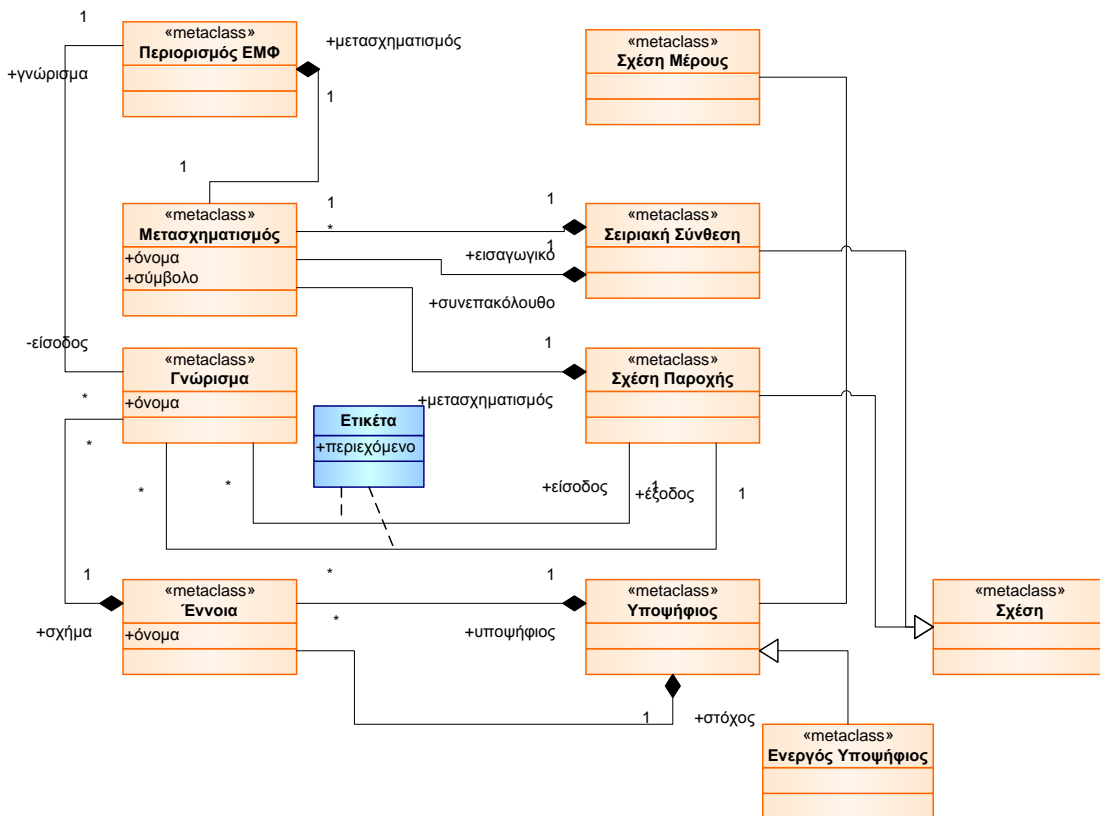 1
«metaclass»
Περιορισμός ΕΜΦ
+μετασχηματισμός
+γνώρισμα
1
1
«metaclass»
Σχέση Μέρους
«metaclass»
Μετασχηματισμός
+όνομα
+σύμβολο
1
*
1
«metaclass»
Σειριακή Σύνθεση
+εισαγωγικό
1
+συνεπακόλουθο
-είσοδος
*
«metaclass»
Γνώρισμα
+όνομα
*
1
«metaclass»
Σχέση Παροχής
+μετασχηματισμός
Ετικέτα
+περιεχόμενο
*
*
+είσοδος
1
+έξοδος
1
1
«metaclass»
Έννοια
+όνομα
+σχήμα
*
*
1
+υποψήφιος
«metaclass»
Υποψήφιος
«metaclass»
Σχέση
1
+στόχος
«metaclass»
Ενεργός Υποψήφιος